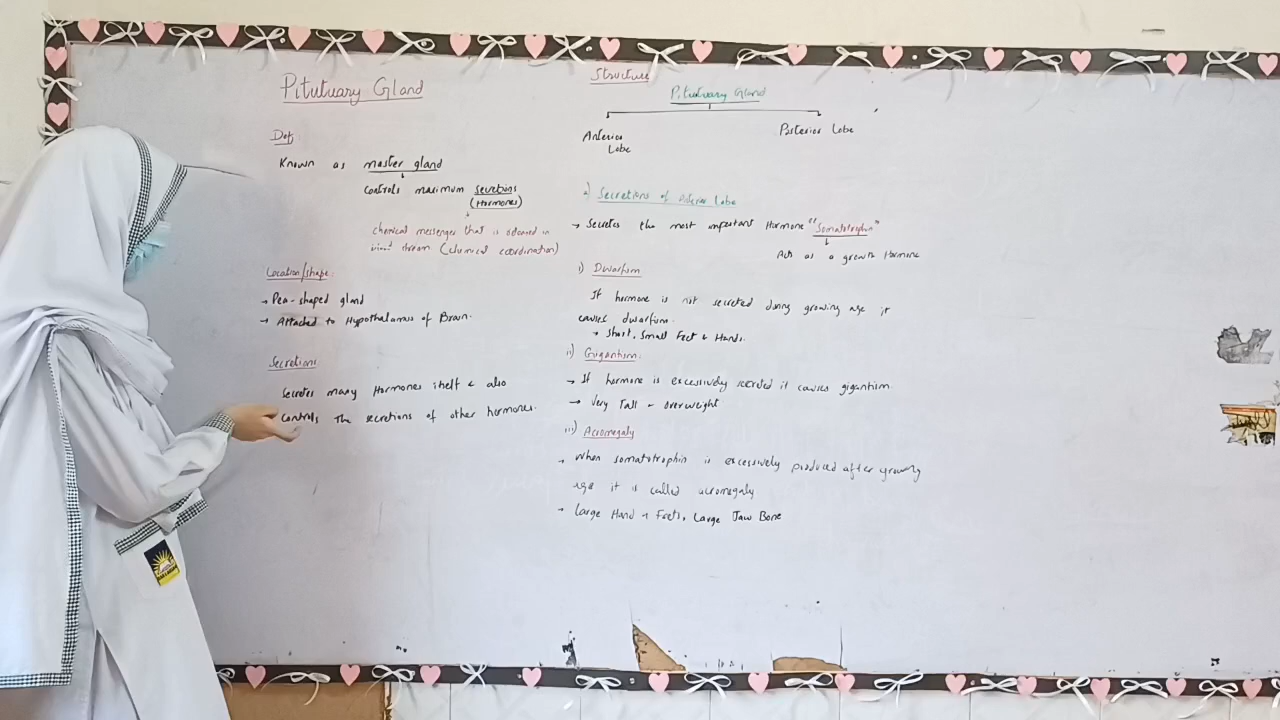 Pitutuary Gland
Def
Known as master gland
Controls maximum secretions
(Hormones)
chemical messenger that is in
stream (chemical coordination)
Location/shape
→ Pea-shaped gland
→ Attached to Hypothalamus of Brain.
Secretions
Secretes many Hormones itself & also
Controls the secretions of other hormones.
Structure
Pitutuary Gland
Anterior
Lobe
Posterior Lobe
Secretions of Anterior Lobe
→ Secretes the most important Hormone "Somatotrophin"
Acts as a growth Hormone
i) Dwarfism
If hormone is not secreted during growing age it
causes dwarfism.
→ Short, Small Feet & Hands.
ii) Gigantism.
→ If hormone is excessively secreted it causes gigantism.
→ Very Tall & overweight
iii) Acromegaly
→ When somatotrophin is excessively produced after growing
age it is called acromegaly
→ Large Hand & Feets, Large Jaw Bone